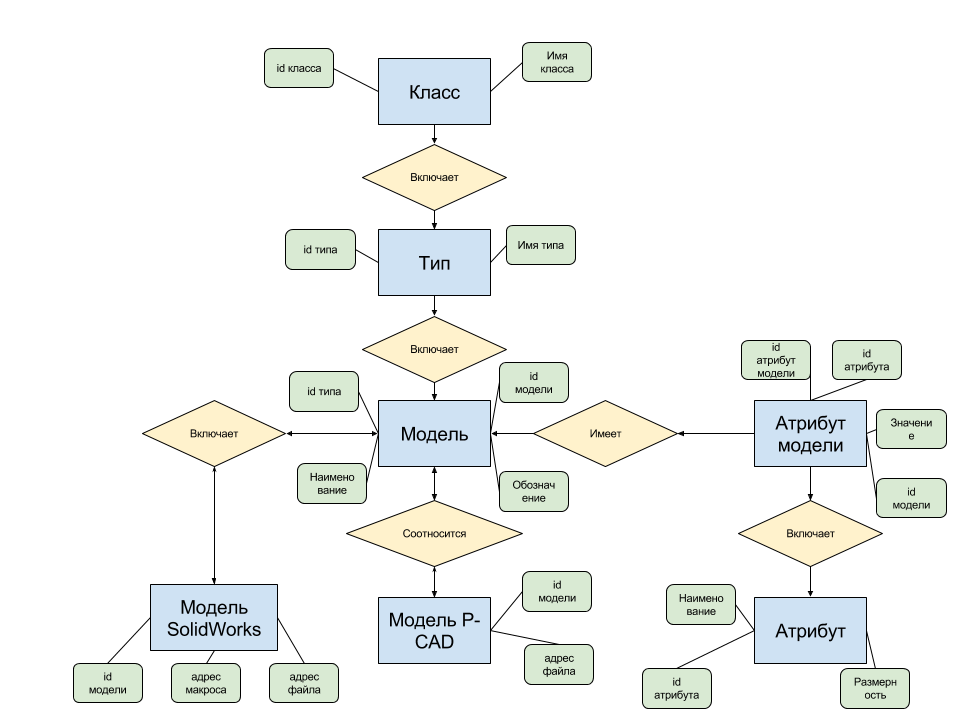 id класса
Имя
класса
Класс
Включает
id типа
Имя типа
Тип
Включает
id
атрибут
модели
id
атрибута
id типа
id
модели
Включает
Модель
Имеет
Атрибут
модели
Значени
е
Наимено
вание
Обознач
ение
id
модели
Соотносится
Включает
Модель
SolidWorks
Модель P-
CAD
id
модели
Наимено
вание
Атрибут
id
модели
адрес
макроса
адрес
файла
адрес
файла
id
атрибута
Размерн
ость